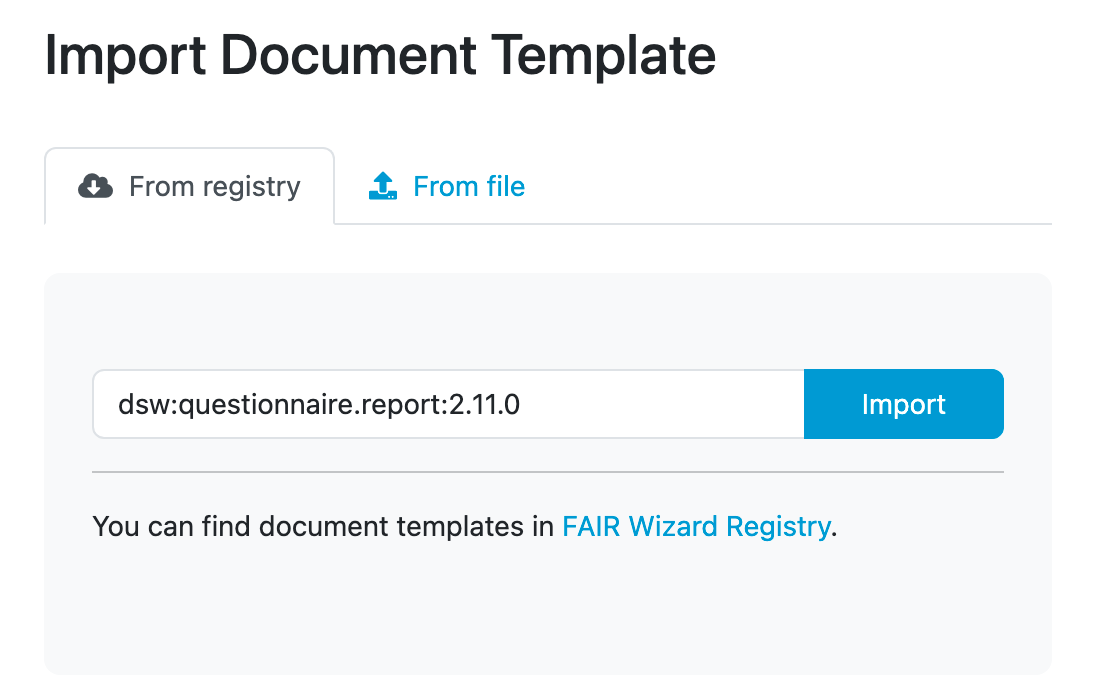 Import Document Template
From registry
From file
dsw:questionnaire.report:2.11.0
Import
You can find document templates in FAIR Wizard Registry.